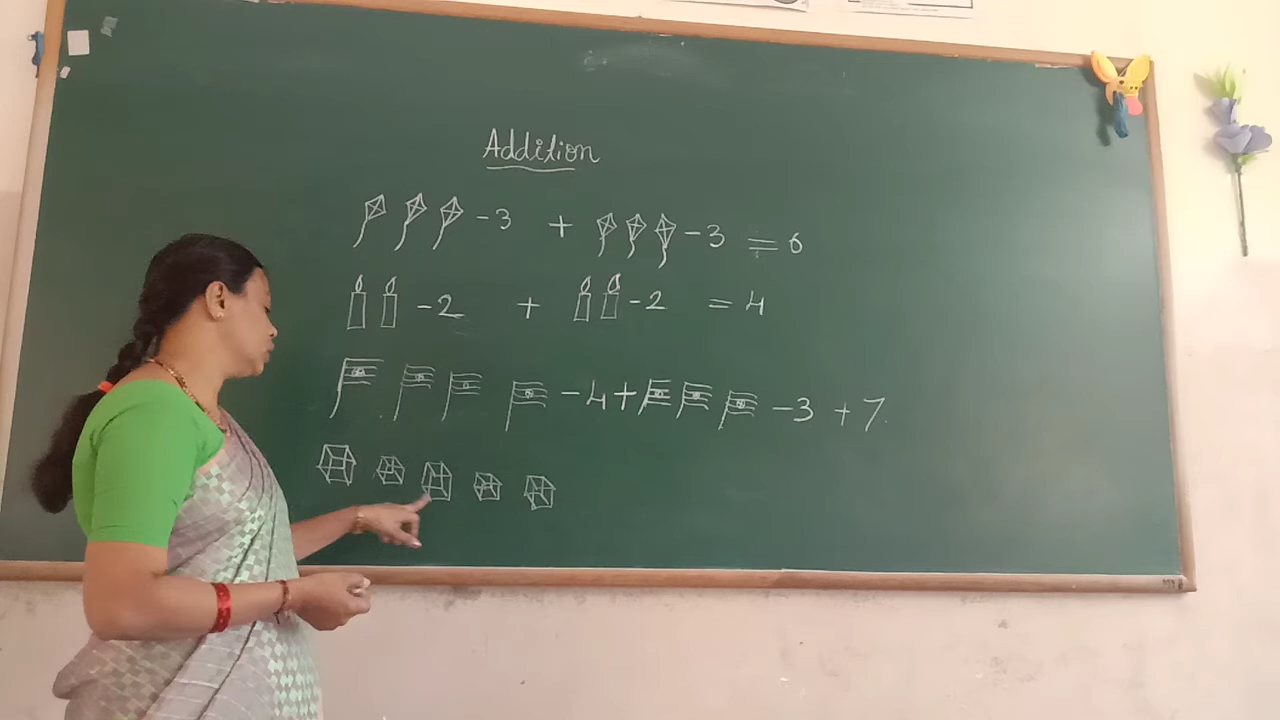 Addition
-3 + -3 = 6
-2 + -2 = 4
-4 + -3 + 7